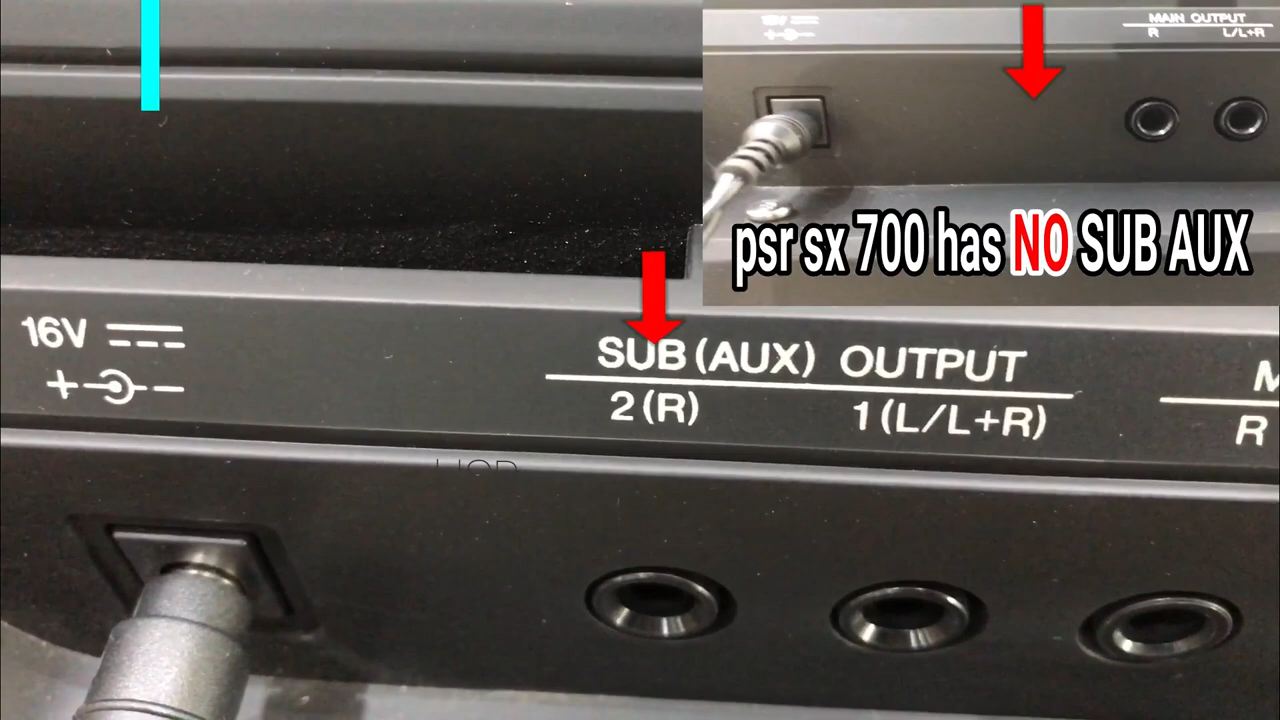 16V
MAIN OUTPUT
R L/L+R
psr sx 700 has NO SUB AUX
16V
SUB (AUX) OUTPUT
2 (R) 1 (L/L+R)
R